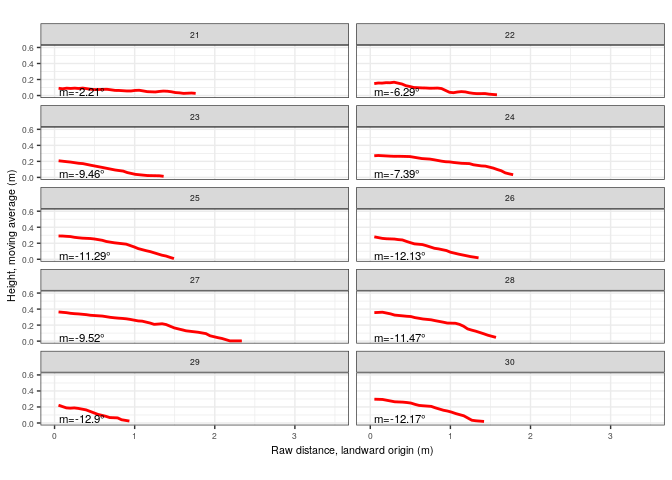 21
22
0.6
0.4
0.2
0.0
m=-2.21°
m=-6.29°
23
24
0.6
0.4
0.2
0.0
m=-9.46°
m=-7.39°
25
26
0.6
0.4
0.2
0.0
m=-11.29°
m=-12.13°
27
28
0.6
0.4
0.2
0.0
m=-9.52°
m=-11.47°
29
30
0.6
0.4
0.2
0.0
m=-12.9°
m=-12.17°
0 1 2 3
0 1 2 3
Height, moving average (m)
Raw distance, landward origin (m)